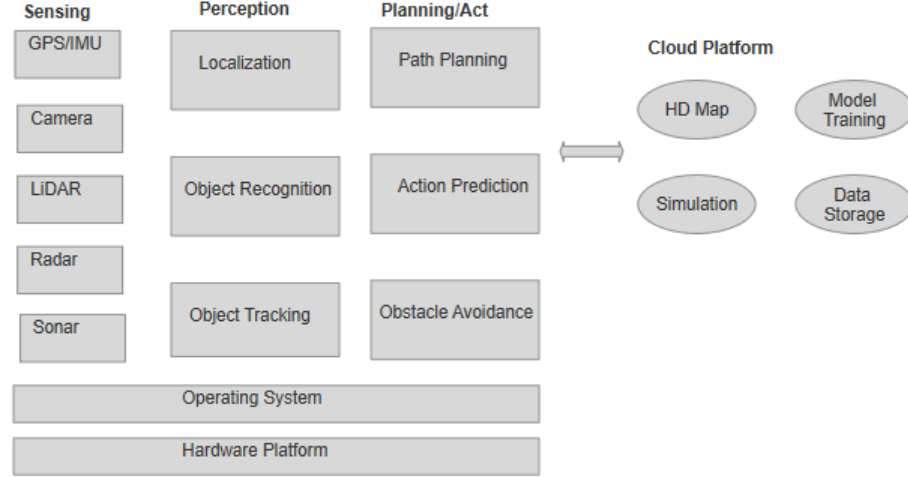 Sensing
GPS/IMU
Camera
LiDAR
Radar
Sonar
Perception
Localization
Object Recognition
Object Tracking
Planning/Act
Path Planning
Action Prediction
Obstacle Avoidance
Operating System
Hardware Platform
Cloud Platform
HD Map
Model
Training
Simulation
Data
Storage